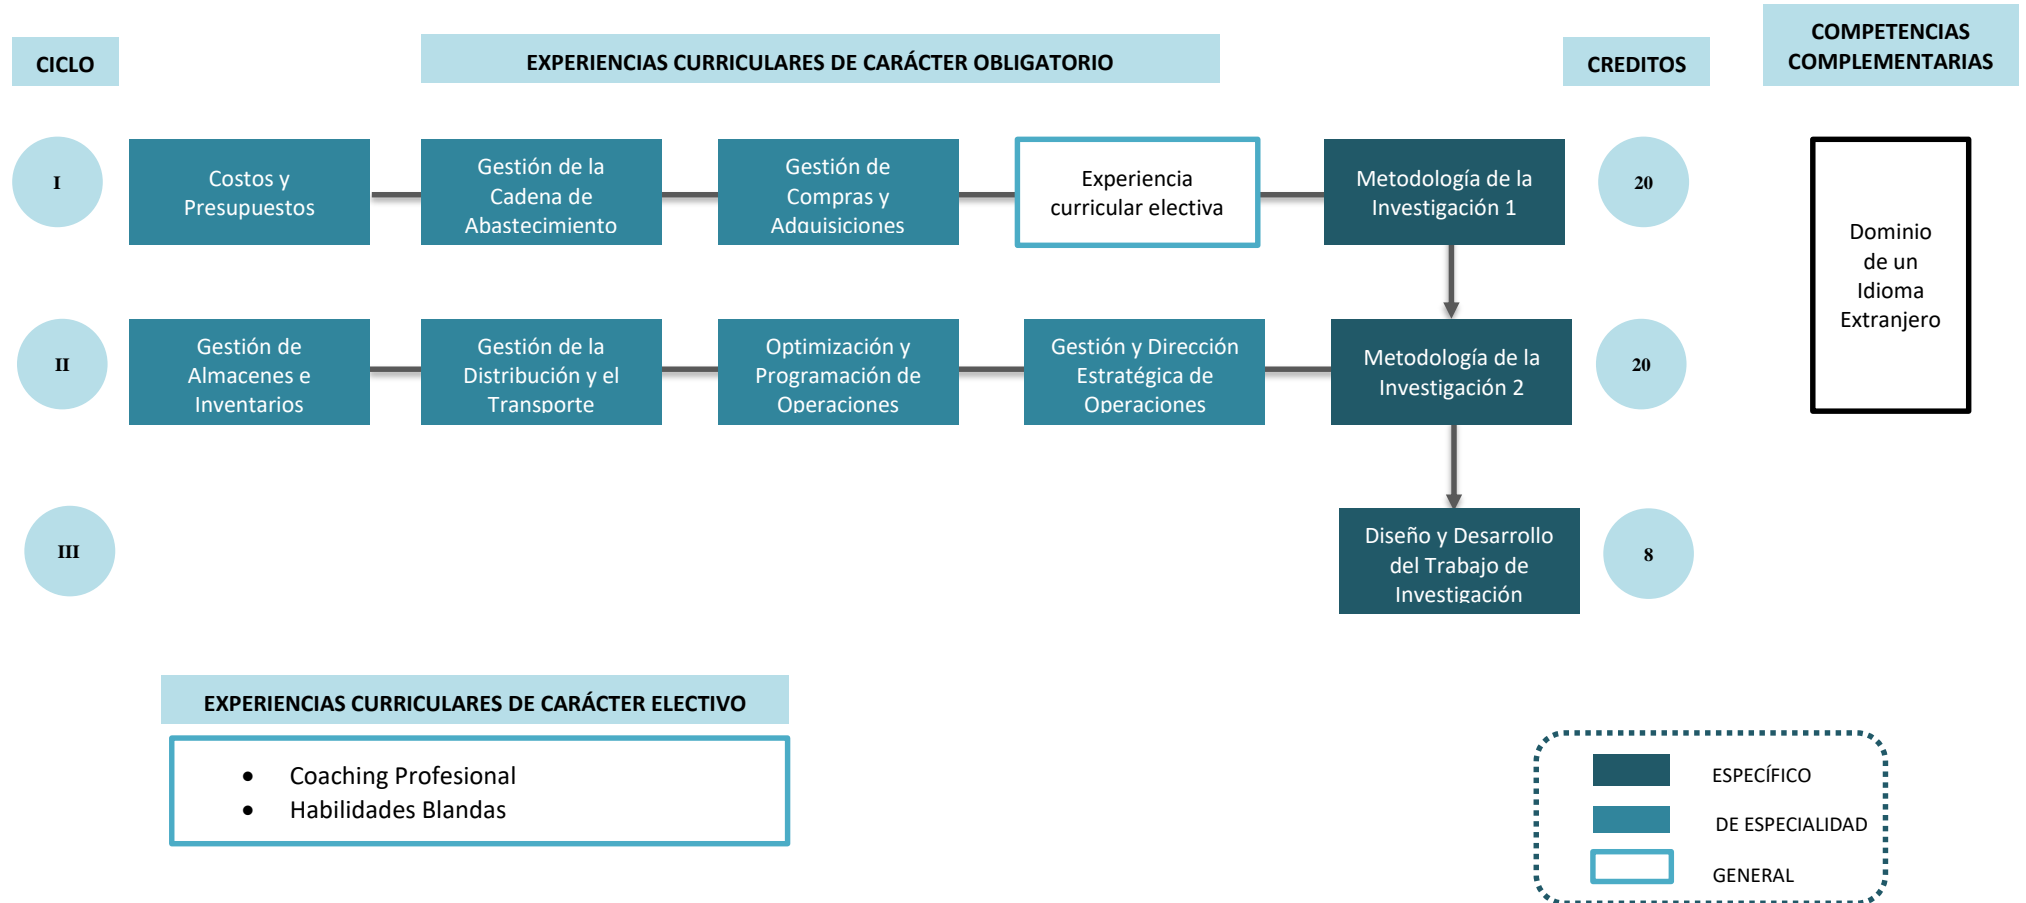 CICLO
EXPERIENCIAS CURRICULARES DE CARÁCTER OBLIGATORIO
CREDITOS
COMPETENCIAS
COMPLEMENTARIAS
I
Costos y
Presupuestos
Gestión de la
Cadena de
Abastecimiento
Gestión de
Compras y
Adquisiciones
Experiencia
curricular electiva
Metodología de la
Investigación 1
20
Dominio
de un
Idioma
Extranjero
II
Gestión de
Almacenes e
Inventarios
Gestión de la
Distribución y el
Transporte
Optimización y
Programación de
Operaciones
Gestión y Dirección
Estratégica de
Operaciones
Metodología de la
Investigación 2
20
III
Diseño y Desarrollo
del Trabajo de
Investigación
8
EXPERIENCIAS CURRICULARES DE CARÁCTER ELECTIVO
• Coaching Profesional
• Habilidades Blandas
ESPECÍFICO
DE ESPECIALIDAD
GENERAL